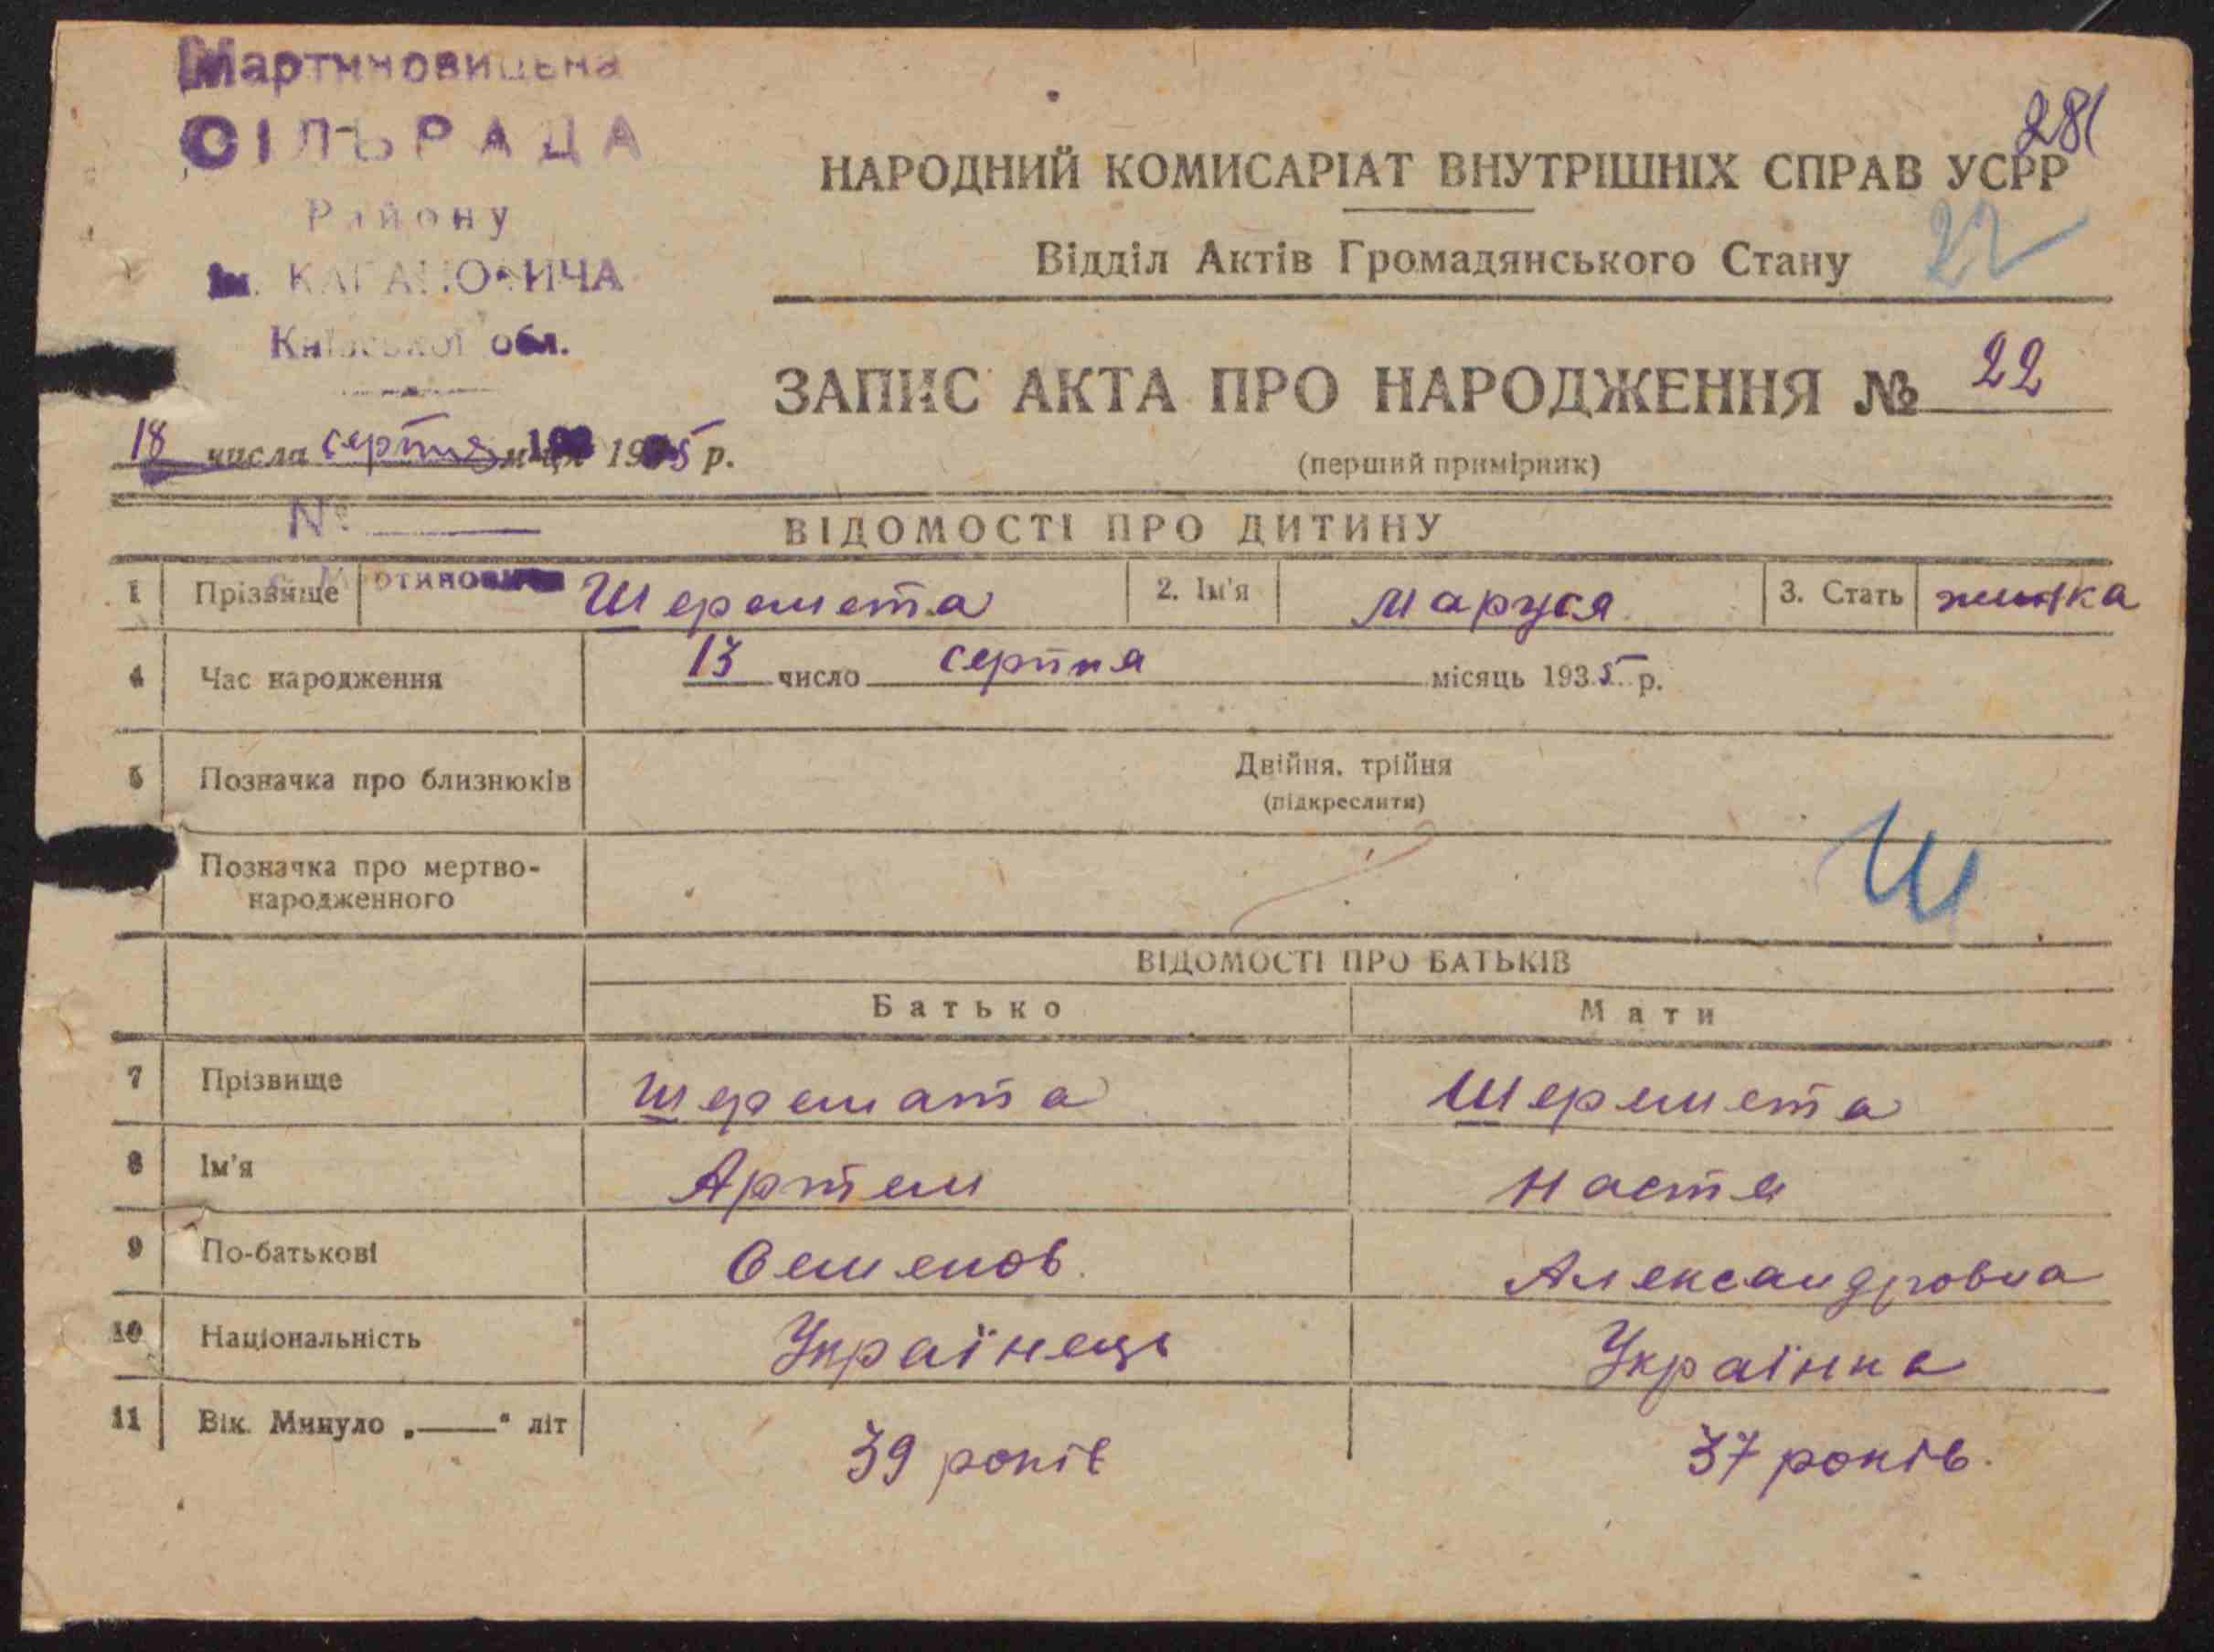 Мартиновицька
СІЛЬРАДА
Району
ім. КАГАНОВИЧА
Київської обл.
281
НАРОДНИЙ КОМИСАРІАТ ВНУТРІШНІХ СПРАВ УСРР
22
Відділ Актів Громадянського Стану
ЗАПИС АКТА ПРО НАРОДЖЕННЯ № 22
(перший примірник)
18 числа серпня м-ця 1935 р.
№
ВІДОМОСТІ ПРО ДИТИНУ
1 Прізвище Шеремета 2. Ім'я Маруся 3. Стать жинка
4 Час народження 13 число серпня місяць 1935 р.
5 Позначка про близнюків Двійня, трійня
(підкреслити)
Позначка про мертво-
народженного
Ш
ВІДОМОСТІ ПРО БАТЬКІВ
Батько Мати
7 Прізвище Шеремата Шеремета
8 Ім'я Артем Настя
9 По-батькові Семенов. Александровна
10 Національність Українець Українка
11 Вік. Минуло „——“ літ 39 років 37 років.